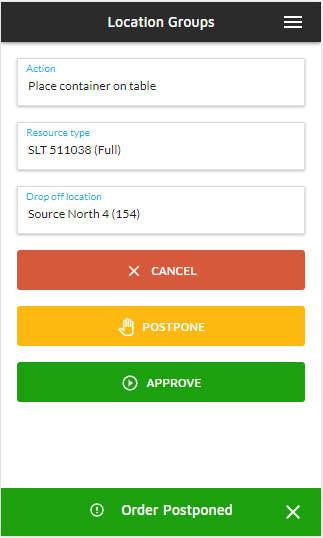 Location Groups
Action
Place container on table
Resource type
SLT 511038 (Full)
Drop off location
Source North 4 (154)
CANCEL
POSTPONE
APPROVE
Order Postponed